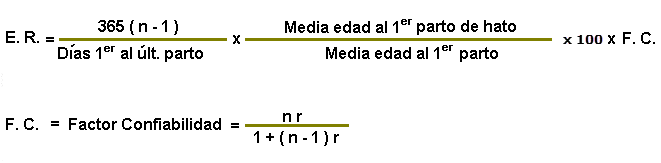 365 ( n - 1 )
Media edad al 1er parto de hato
E. R. = x x 100 x F. C.
Días 1er al últ. parto
Media edad al 1er parto
n r
F. C. = Factor Confiabilidad =
1 + ( n - 1 ) r